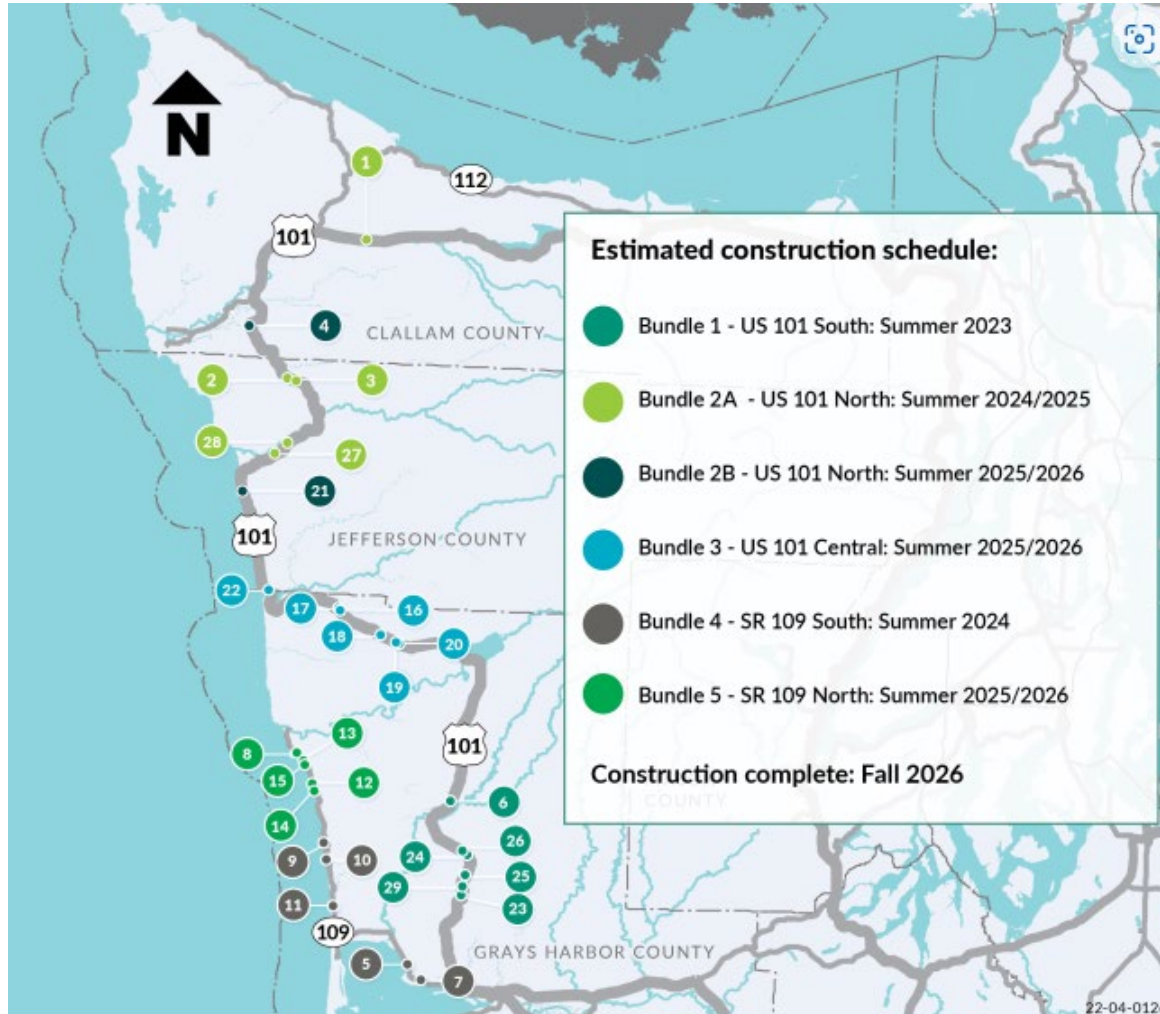 N
1
112
101
4
CLALLAM COUNTY
2
3
28
27
21
101
JEFFERSON COUNTY
22
17
16
18
20
19
13
8
101
15
12
6
14
26
24
9
10
25
29
11
23
109
GRAYS HARBOR COUNTY
5
7
Estimated construction schedule:
Bundle 1 - US 101 South: Summer 2023
Bundle 2A - US 101 North: Summer 2024/2025
Bundle 2B - US 101 North: Summer 2025/2026
Bundle 3 - US 101 Central: Summer 2025/2026
Bundle 4 - SR 109 South: Summer 2024
Bundle 5 - SR 109 North: Summer 2025/2026
Construction complete: Fall 2026
COUNTY
22-04-012